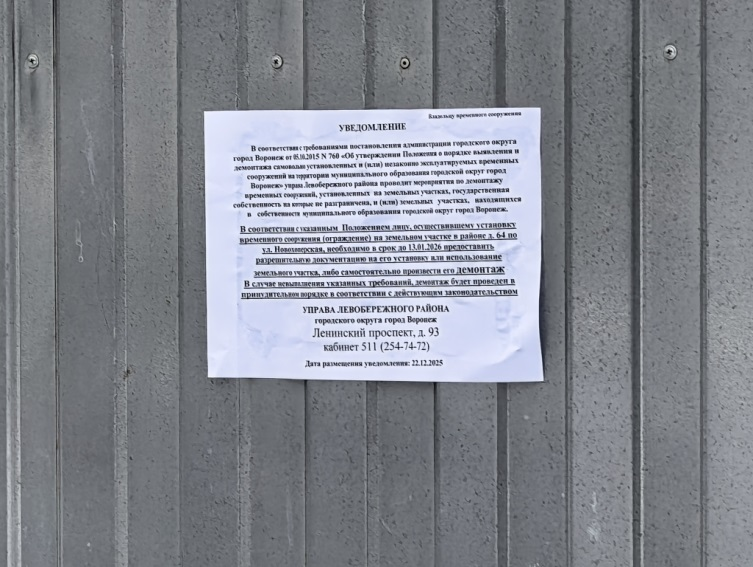 Владельцу временного сооружения
УВЕДОМЛЕНИЕ
В соответствии с требованиями постановления администрации городского округа
город Воронеж от 05.10.2015 N 760 «Об утверждении Положения о порядке выявления и
демонтажа самовольно установленных и (или) незаконно эксплуатируемых временных
сооружений на территории муниципального образования городской округ город
Воронеж» управа Левобережного района проводит мероприятия по демонтажу
временных сооружений, установленных на земельных участках, государственная
собственность на которые не разграничена, и (или) земельных участках, находящихся
в собственности муниципального образования городской округ город Воронеж.
В соответствии с указанным Положением лицу, осуществившему установку
временного сооружения (ограждение) на земельном участке в районе д. 64 по
ул. Новохоперская, необходимо в срок до 13.01.2026 предоставить
разрешительную документацию на его установку или использование
земельного участка, либо самостоятельно произвести его демонтаж
В случае невыполнения указанных требований, демонтаж будет проведен в
принудительном порядке в соответствии с действующим законодательством
УПРАВА ЛЕВОБЕРЕЖНОГО РАЙОНА
городского округа город Воронеж
Ленинский проспект, д. 93
кабинет 511 (254-74-72)
Дата размещения уведомления: 22.12.2025